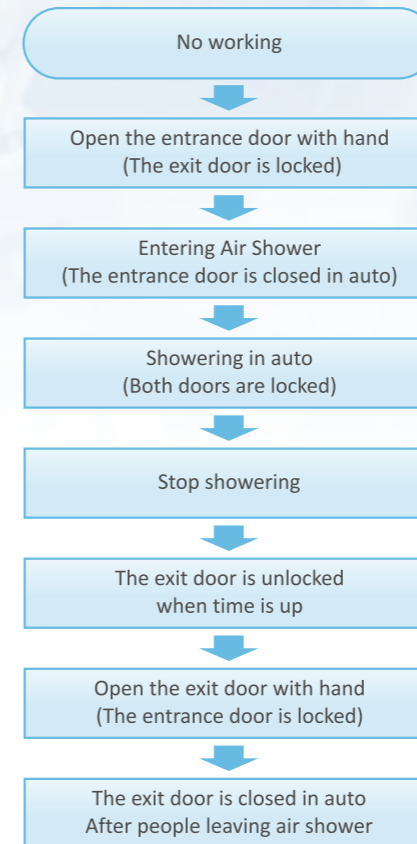 No working
Open the entrance door with hand
(The exit door is locked)
Entering Air Shower
(The entrance door is closed in auto)
Showering in auto
(Both doors are locked)
Stop showering
The exit door is unlocked
when time is up
Open the exit door with hand
(The entrance door is locked)
The exit door is closed in auto
After people leaving air shower